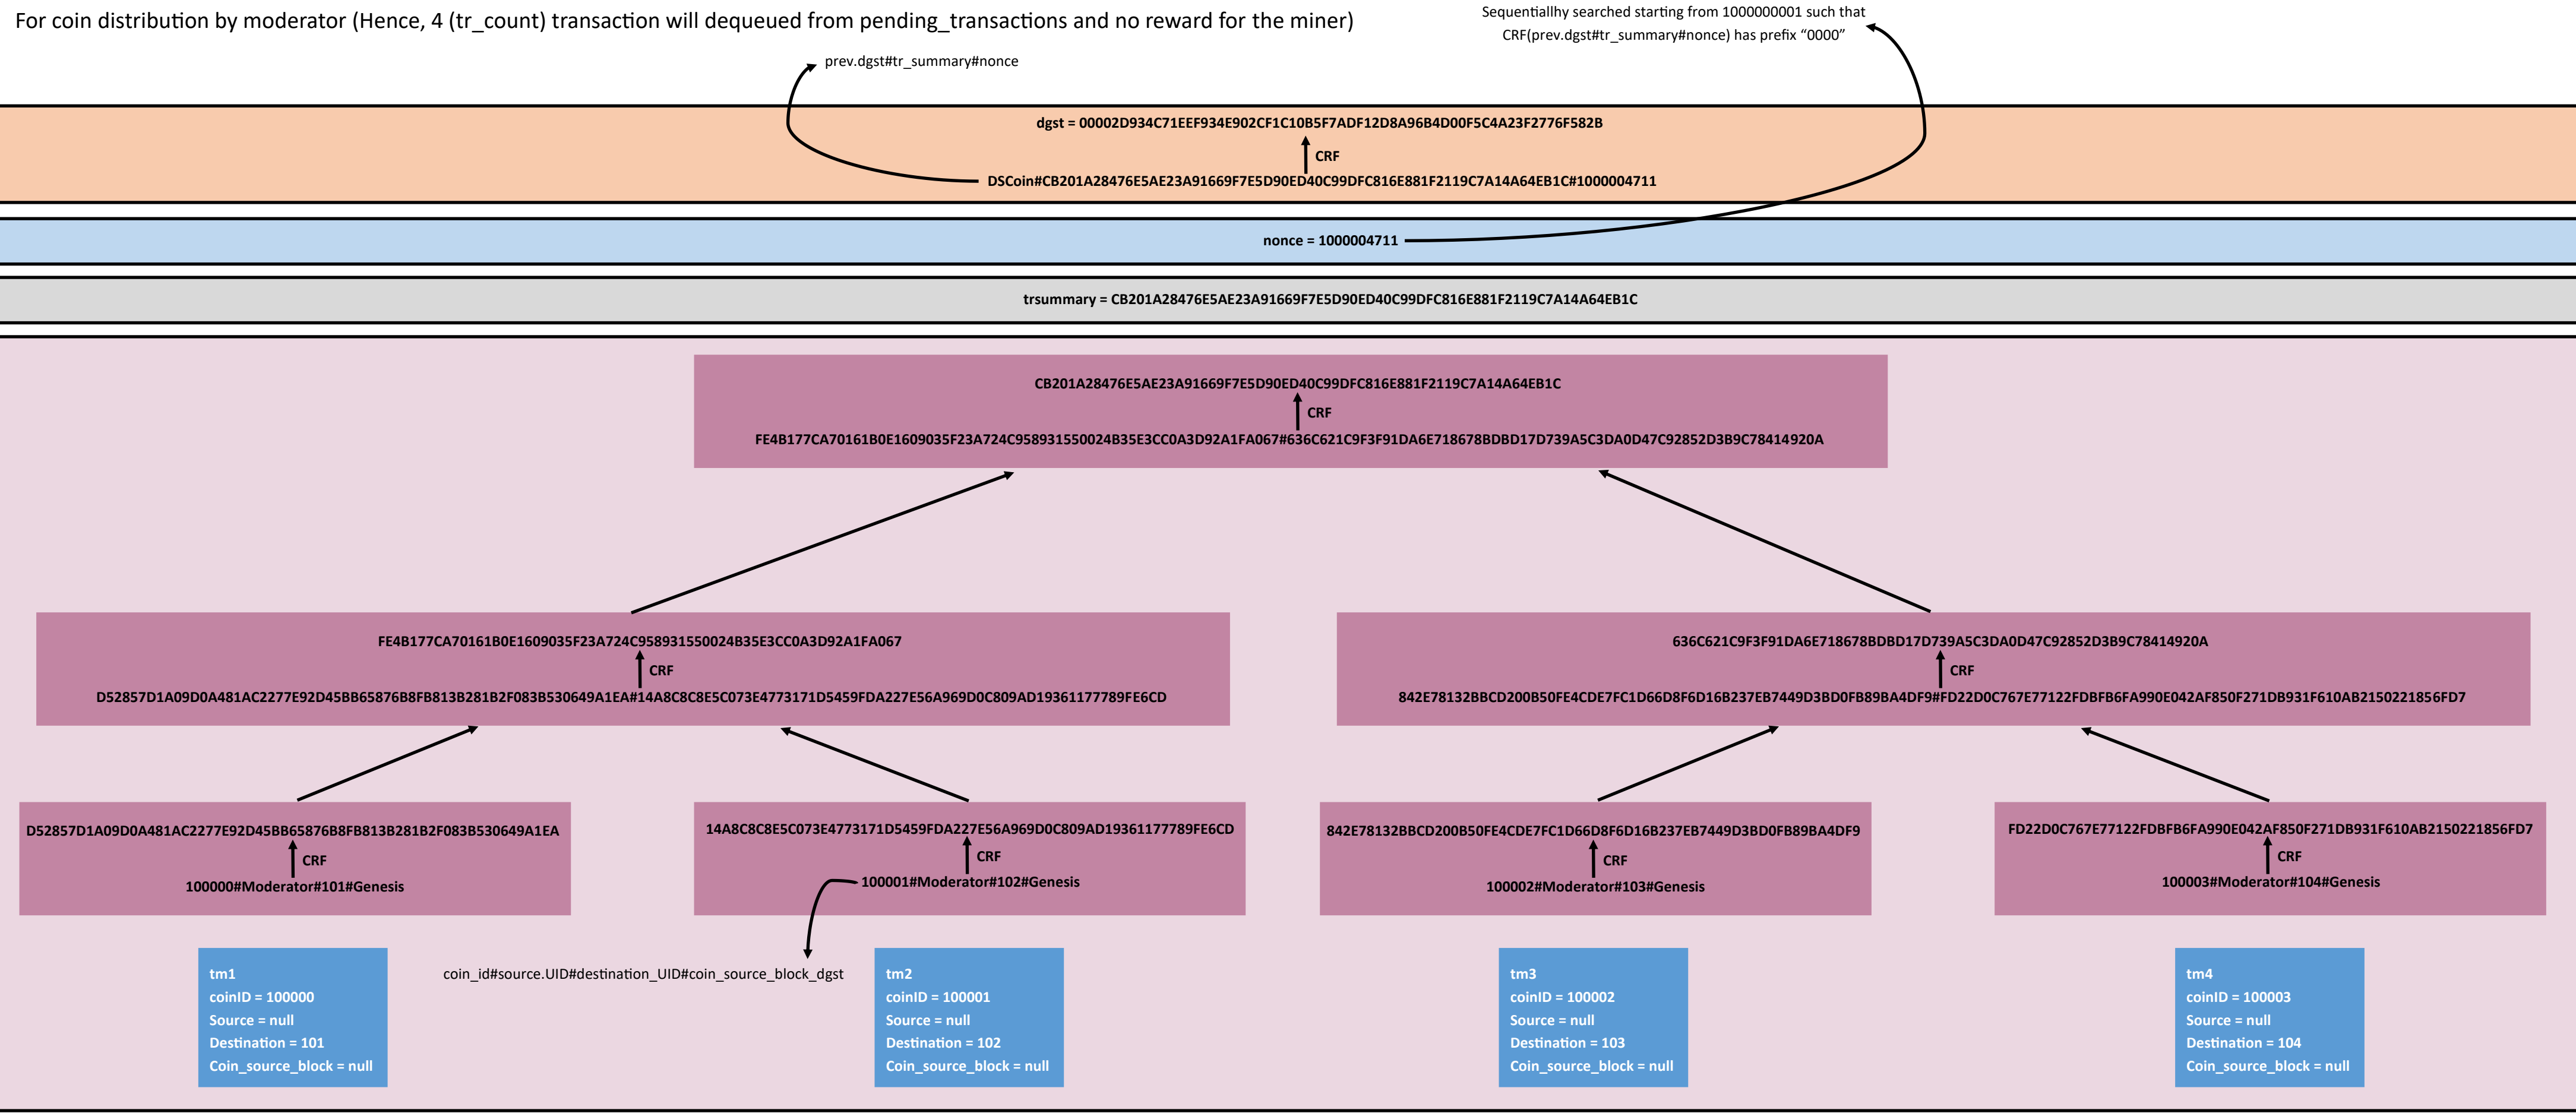 For coin distribution by moderator (Hence, 4 (tr_count) transaction will dequeued from pending_transactions and no reward for the miner)
Sequentiallhy searched starting from 1000000001 such that
CRF(prev.dgst#tr_summary#nonce) has prefix “0000”
prev.dgst#tr_summary#nonce
dgst = 00002D934C71EEF934E902CF1C10B5F7ADF12D8A96B4D00F5C4A23F2776F582B
CRF
DSCoin#CB201A28476E5AE23A91669F7E5D90ED40C99DFC816E881F2119C7A14A64EB1C#1000004711
nonce = 1000004711
trsummary = CB201A28476E5AE23A91669F7E5D90ED40C99DFC816E881F2119C7A14A64EB1C
CB201A28476E5AE23A91669F7E5D90ED40C99DFC816E881F2119C7A14A64EB1C
CRF
FE4B177CA70161B0E1609035F23A724C958931550024B35E3CC0A3D92A1FA067#636C621C9F3F91DA6E718678BDBD17D739A5C3DA0D47C92852D3B9C78414920A
FE4B177CA70161B0E1609035F23A724C958931550024B35E3CC0A3D92A1FA067
CRF
D52857D1A09D0A481AC2277E92D45BB65876B8FB813B281B2F083B530649A1EA#14A8C8C8E5C073E4773171D5459FDA227E56A969D0C809AD19361177789FE6CD
636C621C9F3F91DA6E718678BDBD17D739A5C3DA0D47C92852D3B9C78414920A
CRF
842E78132BBCD200B50FE4CDE7FC1D66D8F6D16B237EB7449D3BD0FB89BA4DF9#FD22D0C767E77122FDBFB6FA990E042AF850F271DB931F610AB2150221856FD7
D52857D1A09D0A481AC2277E92D45BB65876B8FB813B281B2F083B530649A1EA
CRF
100000#Moderator#101#Genesis
14A8C8C8E5C073E4773171D5459FDA227E56A969D0C809AD19361177789FE6CD
CRF
100001#Moderator#102#Genesis
842E78132BBCD200B50FE4CDE7FC1D66D8F6D16B237EB7449D3BD0FB89BA4DF9
CRF
100002#Moderator#103#Genesis
FD22D0C767E77122FDBFB6FA990E042AF850F271DB931F610AB2150221856FD7
CRF
100003#Moderator#104#Genesis
tm1
coinID = 100000
Source = null
Destination = 101
Coin_source_block = null
coin_id#source.UID#destination_UID#coin_source_block_dgst
tm2
coinID = 100001
Source = null
Destination = 102
Coin_source_block = null
tm3
coinID = 100002
Source = null
Destination = 103
Coin_source_block = null
tm4
coinID = 100003
Source = null
Destination = 104
Coin_source_block = null